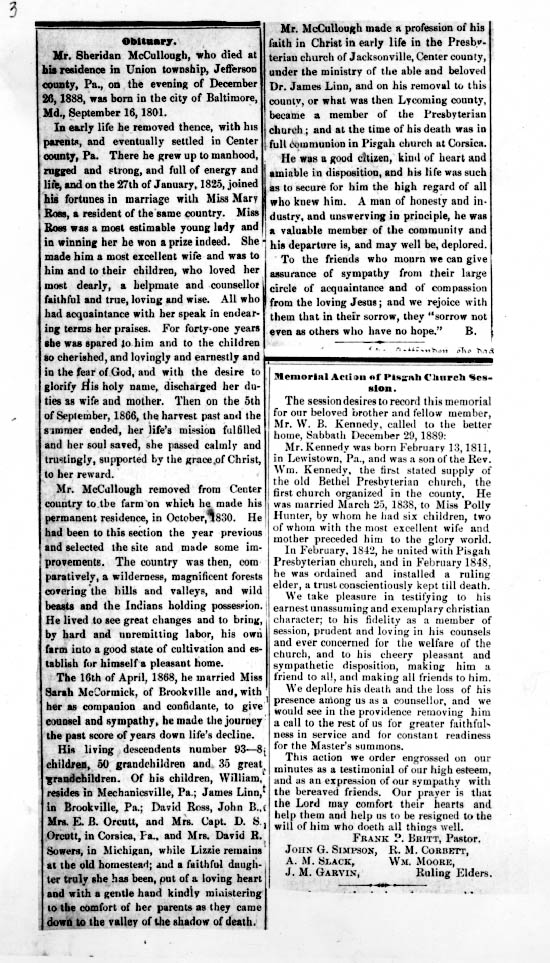 3
Obituary.
Mr. Sheridan McCullough, who died at
his residence in Union township, Jefferson
county, Pa., on the evening of December
26, 1888, was born in the city of Baltimore,
Md., September 16, 1801.
In early life he removed thence, with his
parents, and eventually settled in Center
county, Pa. There he grew up to manhood,
rugged and strong, and full of energy and
life, and on the 27th of January, 1825, joined
his fortunes in marriage with Miss Mary
Ross, a resident of the same country. Miss
Ross was a most estimable young lady and
in winning her he won a prize indeed. She
made him a most excellent wife and was to
him and to their children, who loved her
most dearly, a helpmate and counsellor
faithful and true, loving and wise. All who
had acquaintance with her speak in endear-
ing terms her praises. For forty-one years
she was spared to him and to the children
so cherished, and lovingly and earnestly and
in the fear of God, and with the desire to
glorify His holy name, discharged her du-
ties as wife and mother. Then on the 5th
of September, 1866, the harvest past and the
summer ended, her life's mission fulfilled
and her soul saved, she passed calmly and
trustingly, supported by the grace of Christ,
to her reward.
Mr. McCullough removed from Center
country to the farm on which he made his
permanent residence, in October, 1830. He
had been to this section the year previous
and selected the site and made some im-
provements. The country was then, com
paratively, a wilderness, magnificent forests
covering the hills and valleys, and wild
beasts and the Indians holding possession.
He lived to see great changes and to bring,
by hard and unremitting labor, his own
farm into a good state of cultivation and es-
tablish for himself a pleasant home.
The 16th of April, 1868, he married Miss
Sarah McCormick, of Brookville and, with
her as companion and confidante, to give
counsel and sympathy, he made the journey
the past score of years down life's decline.
His living descendents number 93—8
children, 50 grandchildren and 35 great
grandchildren. Of his children, William,
resides in Mechanicsville, Pa.; James Linn,
in Brookville, Pa.; David Ross, John B.,
Mrs. E. B. Orcutt, and Mrs. Capt. D. S.
Orcutt, in Corsica, Pa., and Mrs. David R.
Sowers, in Michigan, while Lizzie remains
at the old homestead; and a faithful daugh-
ter truly she has been, out of a loving heart
and with a gentle hand kindly ministering
to the comfort of her parents as they came
down to the valley of the shadow of death.
Mr. McCullough made a profession of his
faith in Christ in early life in the Presby-
terian church of Jacksonville, Center county,
under the ministry of the able and beloved
Dr. James Linn, and on his removal to this
county, or what was then Lycoming county,
became a member of the Presbyterian
church; and at the time of his death was in
full communion in Pisgah church at Corsica.
He was a good citizen, kind of heart and
amiable in disposition, and his life was such
as to secure for him the high regard of all
who knew him. A man of honesty and in-
dustry, and unswerving in principle, he was
a valuable member of the community and
his departure is, and may well be, deplored.
To the friends who mourn we can give
assurance of sympathy from their large
circle of acquaintance and of compassion
from the loving Jesus; and we rejoice with
them that in their sorrow, they "sorrow not
even as others who have no hope." B.
she had
Memorial Action of Pisgah Church Ses-
sion.
The session desires to record this memorial
for our beloved brother and fellow member,
Mr. W. B. Kennedy, called to the better
home, Sabbath December 29, 1889:
Mr. Kennedy was born February 13, 1811,
in Lewistown, Pa., and was a son of the Rev.
Wm. Kennedy, the first stated supply of
the old Bethel Presbyterian church, the
first church organized in the county. He
was married March 25, 1838, to Miss Polly
Hunter, by whom he had six children, two
of whom with the most excellent wife and
mother preceded him to the glory world.
In February, 1842, he united with Pisgah
Presbyterian church, and in February 1848,
he was ordained and installed a ruling
elder, a trust conscientiously kept till death.
We take pleasure in testifying to his
earnest unassuming and exemplary christian
character; to his fidelity as a member of
session, prudent and loving in his counsels
and ever concerned for the welfare of the
church, and to his cheery pleasant and
sympathetic disposition, making him a
friend to all, and making all friends to him.
We deplore his death and the loss of his
presence among us as a counsellor, and we
would see in the providence removing him
a call to the rest of us for greater faithful-
ness in service and for constant readiness
for the Master's summons.
This action we order engrossed on our
minutes as a testimonial of our high esteem,
and as an expression of our sympathy with
the bereaved friends. Our prayer is that
the Lord may comfort their hearts and
help them and help us to be resigned to the
will of him who doeth all things well.
FRANK P. BRITT, Pastor.
JOHN G. SIMPSON, R. M. CORBETT,
A. M. SLACK, WM. MOORE,
J. M. GARVIN, Ruling Elders.